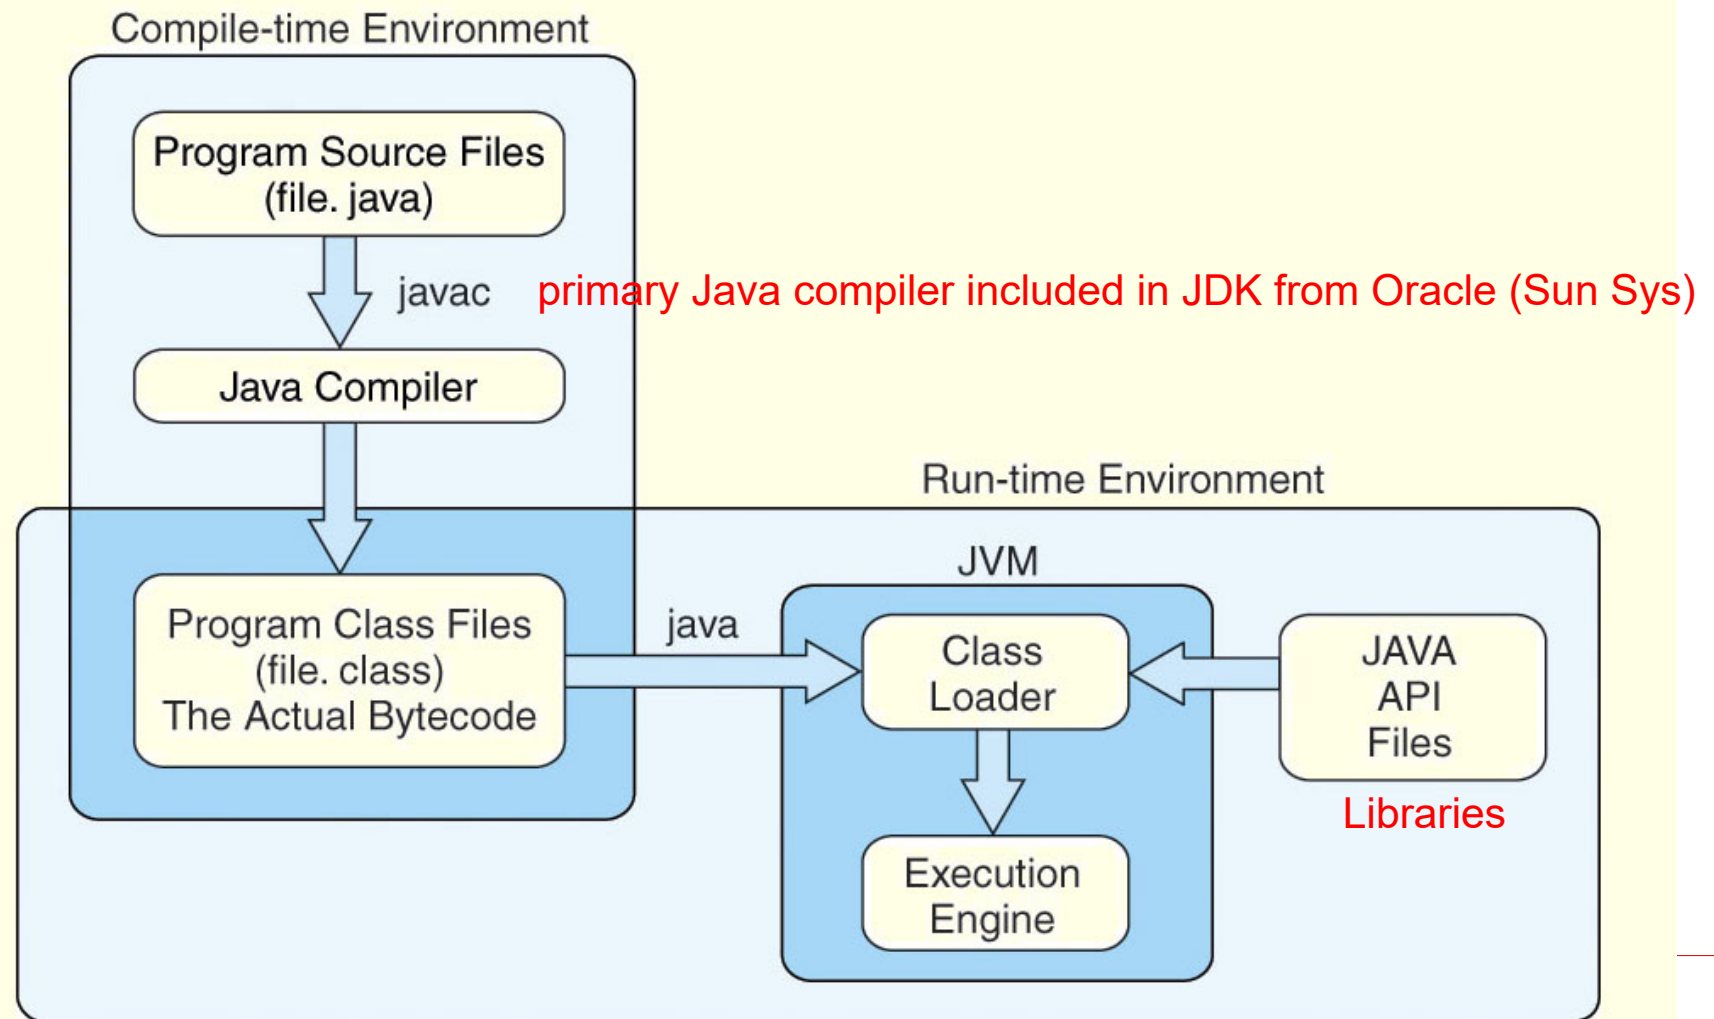 Compile-time Environment
Program Source Files
(file. java)
javac
primary Java compiler included in JDK from Oracle (Sun Sys)
Java Compiler
Run-time Environment
JVM
Program Class Files
(file. class)
The Actual Bytecode
java
Class
Loader
JAVA
API
Files
Libraries
Execution
Engine